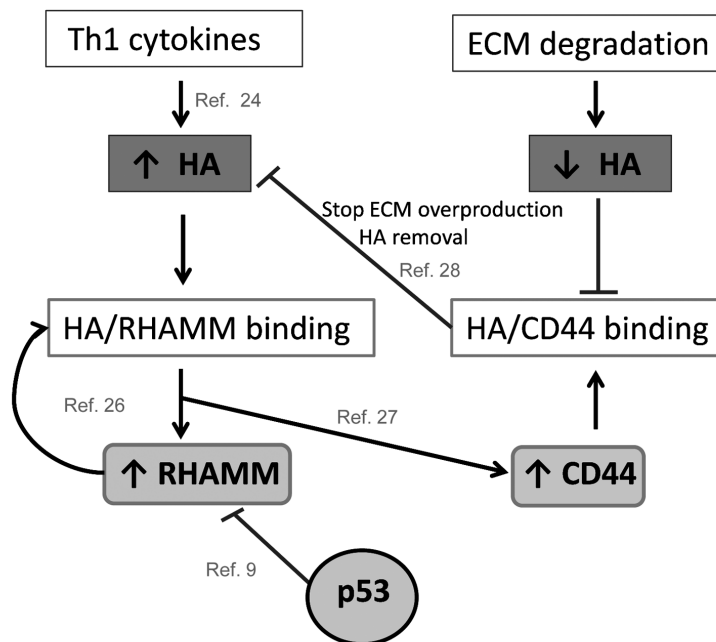 Th1 cytokines
ECM degradation
Ref. 24
↑ HA
↓ HA
Stop ECM overproduction
HA removal
Ref. 28
HA/RHAMM binding
HA/CD44 binding
Ref. 26
Ref. 27
↑ RHAMM
↑ CD44
Ref. 9
p53